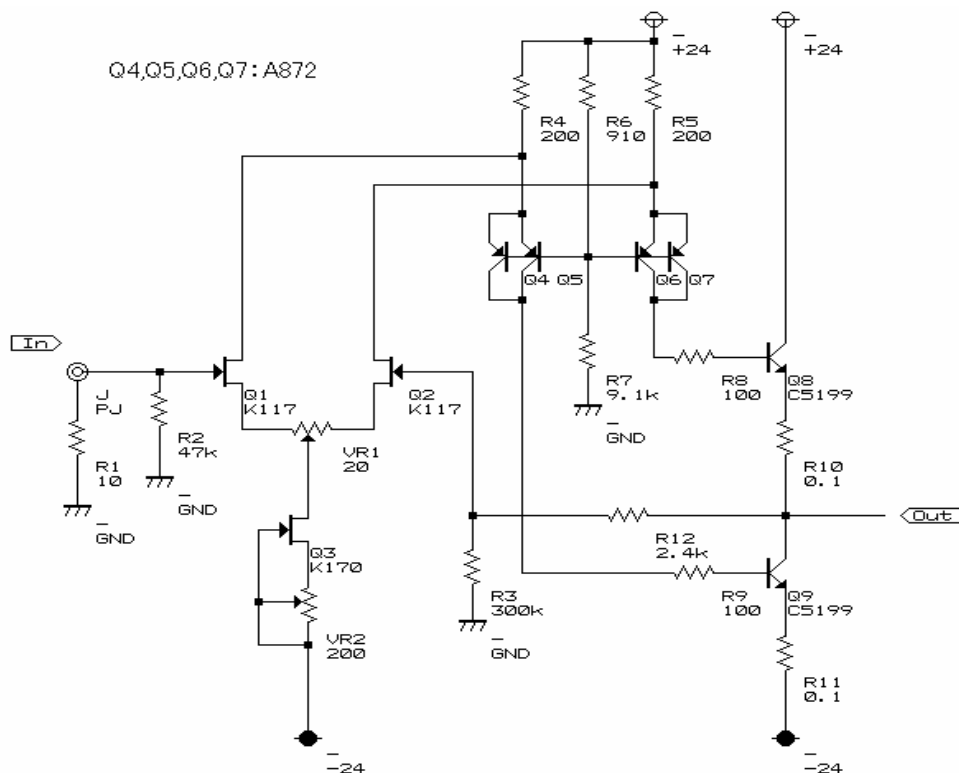 +24
+24
Q4,Q5,Q6,Q7: A872
R4
200
R6
910
R5
200
Q4
Q5
Q6
Q7
In
J
PJ
R1
10
GND
R2
47k
GND
Q1
K117
VR1
20
Q2
K117
R7
9.1k
GND
R8
100
Q8
C5199
R10
0.1
Out
R12
2.4k
Q3
K170
VR2
200
R3
300k
GND
R9
100
Q9
C5199
R11
0.1
-24
-24